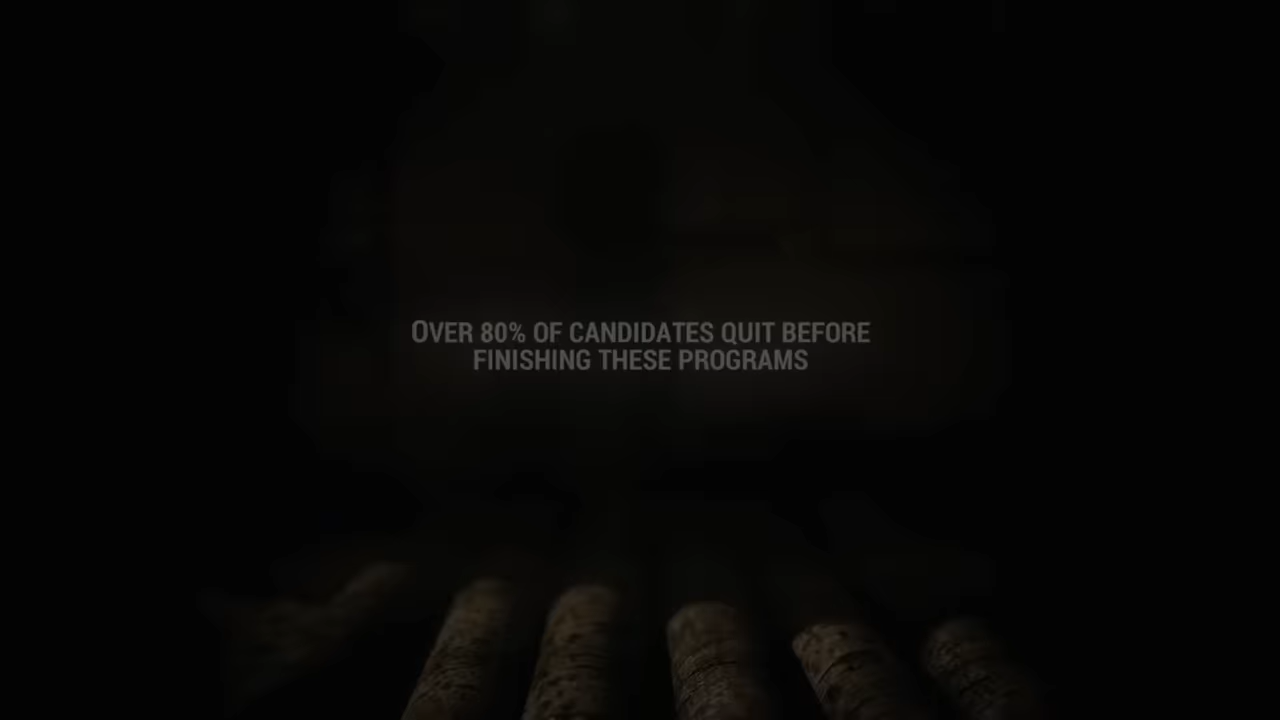 OVER 80% OF CANDIDATES QUIT BEFORE
FINISHING THESE PROGRAMS